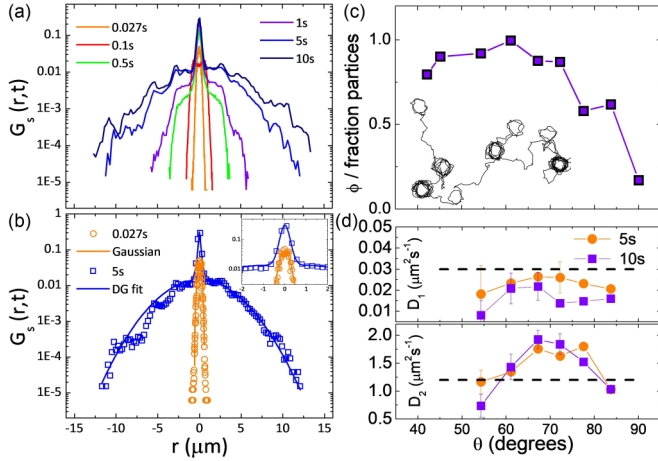 (a)
0.027s
0.1s
0.5s
1s
5s
10s
0.1
0.01
1E-3
1E-4
1E-5
Gs (r,t)
(b)
0.027s
Gaussian
5s
DG fit
0.1
0.01
-2 -1 0 1 2
0.1
0.01
1E-3
1E-4
1E-5
Gs (r,t)
-15 -10 -5 0 5 10 15
r (μm)
(c)
1.0
0.5
0.0
ϕ / fraction partices
(d)
5s
10s
0.05
0.04
0.03
0.02
0.01
D1 (μm²s⁻¹)
2.0
1.5
1.0
0.5
D2 (μm²s⁻¹)
40 50 60 70 80 90
θ (degrees)